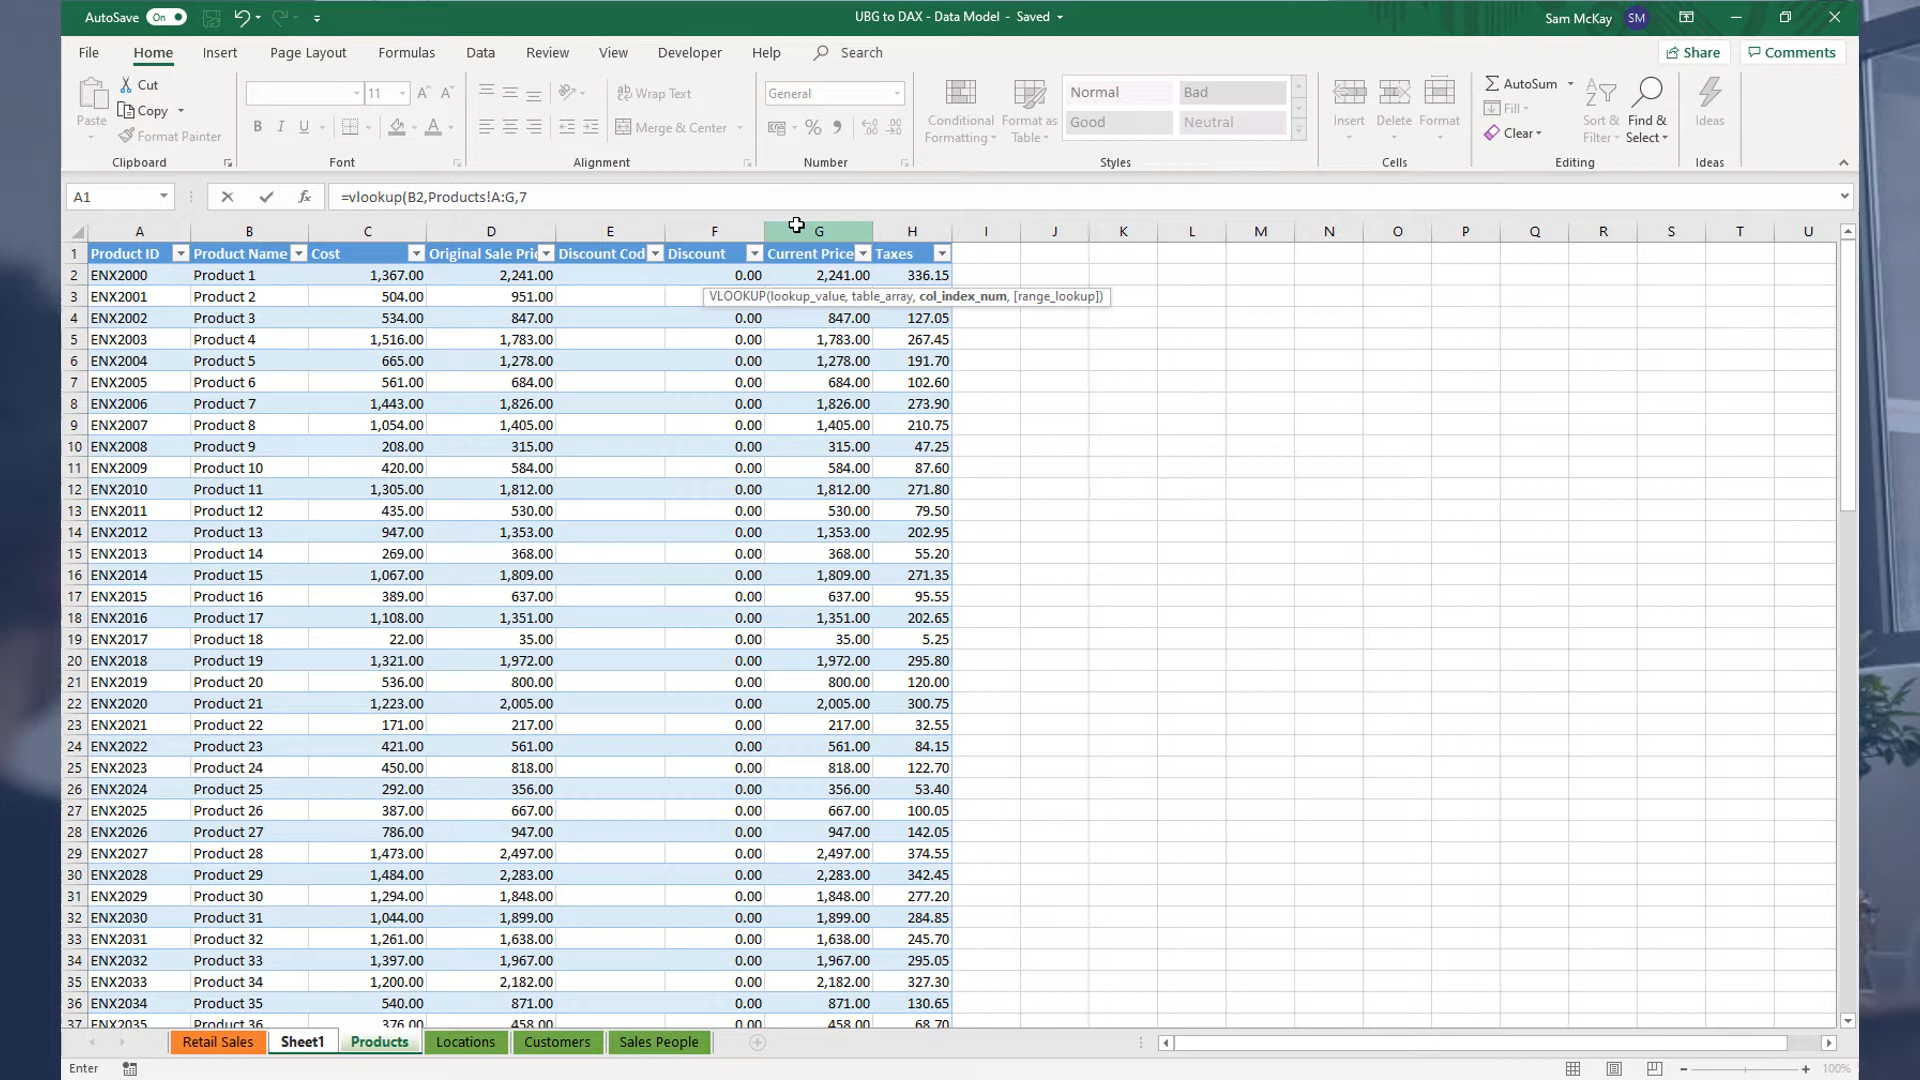 AutoSave On UBG to DAX - Data Model - Saved Sam McKay SM
File Home Insert Page Layout Formulas Data Review View Developer Help Search Share Comments
Cut Copy Format Painter Paste Clipboard
11 A A B I U A Font
Wrap Text Merge & Center Alignment
General % Number
Conditional Formatting Format as Table Normal Bad Good Neutral Styles
Insert Delete Format Cells
AutoSum Fill Clear Sort & Filter Find & Select Editing
Ideas Ideas
A1 fx =vlookup(B2,Products!A:G,7
A B C D E F G H I J K L M N O P Q R S T U
1 Product ID Product Name Cost Original Sale Pric Discount Cod Discount Current Price Taxes
2 ENX2000 Product 1 1,367.00 2,241.00 0.00 2,241.00 336.15
3 ENX2001 Product 2 504.00 951.00 VLOOKUP(lookup_value, table_array, col_index_num, [range_lookup])
4 ENX2002 Product 3 534.00 847.00 0.00 847.00 127.05
5 ENX2003 Product 4 1,516.00 1,783.00 0.00 1,783.00 267.45
6 ENX2004 Product 5 665.00 1,278.00 0.00 1,278.00 191.70
7 ENX2005 Product 6 561.00 684.00 0.00 684.00 102.60
8 ENX2006 Product 7 1,443.00 1,826.00 0.00 1,826.00 273.90
9 ENX2007 Product 8 1,054.00 1,405.00 0.00 1,405.00 210.75
10 ENX2008 Product 9 208.00 315.00 0.00 315.00 47.25
11 ENX2009 Product 10 420.00 584.00 0.00 584.00 87.60
12 ENX2010 Product 11 1,305.00 1,812.00 0.00 1,812.00 271.80
13 ENX2011 Product 12 435.00 530.00 0.00 530.00 79.50
14 ENX2012 Product 13 947.00 1,353.00 0.00 1,353.00 202.95
15 ENX2013 Product 14 269.00 368.00 0.00 368.00 55.20
16 ENX2014 Product 15 1,067.00 1,809.00 0.00 1,809.00 271.35
17 ENX2015 Product 16 389.00 637.00 0.00 637.00 95.55
18 ENX2016 Product 17 1,108.00 1,351.00 0.00 1,351.00 202.65
19 ENX2017 Product 18 22.00 35.00 0.00 35.00 5.25
20 ENX2018 Product 19 1,321.00 1,972.00 0.00 1,972.00 295.80
21 ENX2019 Product 20 536.00 800.00 0.00 800.00 120.00
22 ENX2020 Product 21 1,223.00 2,005.00 0.00 2,005.00 300.75
23 ENX2021 Product 22 171.00 217.00 0.00 217.00 32.55
24 ENX2022 Product 23 421.00 561.00 0.00 561.00 84.15
25 ENX2023 Product 24 450.00 818.00 0.00 818.00 122.70
26 ENX2024 Product 25 292.00 356.00 0.00 356.00 53.40
27 ENX2025 Product 26 387.00 667.00 0.00 667.00 100.05
28 ENX2026 Product 27 786.00 947.00 0.00 947.00 142.05
29 ENX2027 Product 28 1,473.00 2,497.00 0.00 2,497.00 374.55
30 ENX2028 Product 29 1,484.00 2,283.00 0.00 2,283.00 342.45
31 ENX2029 Product 30 1,294.00 1,848.00 0.00 1,848.00 277.20
32 ENX2030 Product 31 1,044.00 1,899.00 0.00 1,899.00 284.85
33 ENX2031 Product 32 1,261.00 1,638.00 0.00 1,638.00 245.70
34 ENX2032 Product 33 1,397.00 1,967.00 0.00 1,967.00 295.05
35 ENX2033 Product 34 1,200.00 2,182.00 0.00 2,182.00 327.30
36 ENX2034 Product 35 540.00 871.00 0.00 871.00 130.65
37 ENX2035 Product 36 376.00 458.00 0.00 458.00 68.70
Retail Sales Sheet1 Products Locations Customers Sales People
Enter 100%